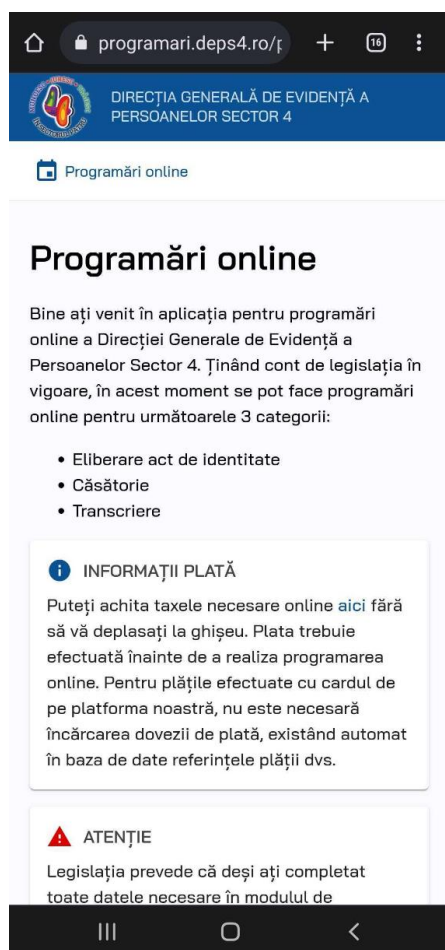 programari.deps4.ro/p
16
DIRECȚIA GENERALĂ DE EVIDENȚĂ A
PERSOANELOR SECTOR 4
Programări online
Programări online
Bine ați venit în aplicația pentru programări
online a Direcției Generale de Evidență a
Persoanelor Sector 4. Ținând cont de legislația în
vigoare, în acest moment se pot face programări
online pentru următoarele 3 categorii:
• Eliberare act de identitate
• Căsătorie
• Transcriere
INFORMAȚII PLATĂ
Puteți achita taxele necesare online aici fără
să vă deplasați la ghișeu. Plata trebuie
efectuată înainte de a realiza programarea
online. Pentru plățile efectuate cu cardul de
pe platforma noastră, nu este necesară
încărcarea dovezii de plată, existând automat
în baza de date referințele plății dvs.
ATENȚIE
Legislația prevede că deși ați completat
toate datele necesare în modulul de